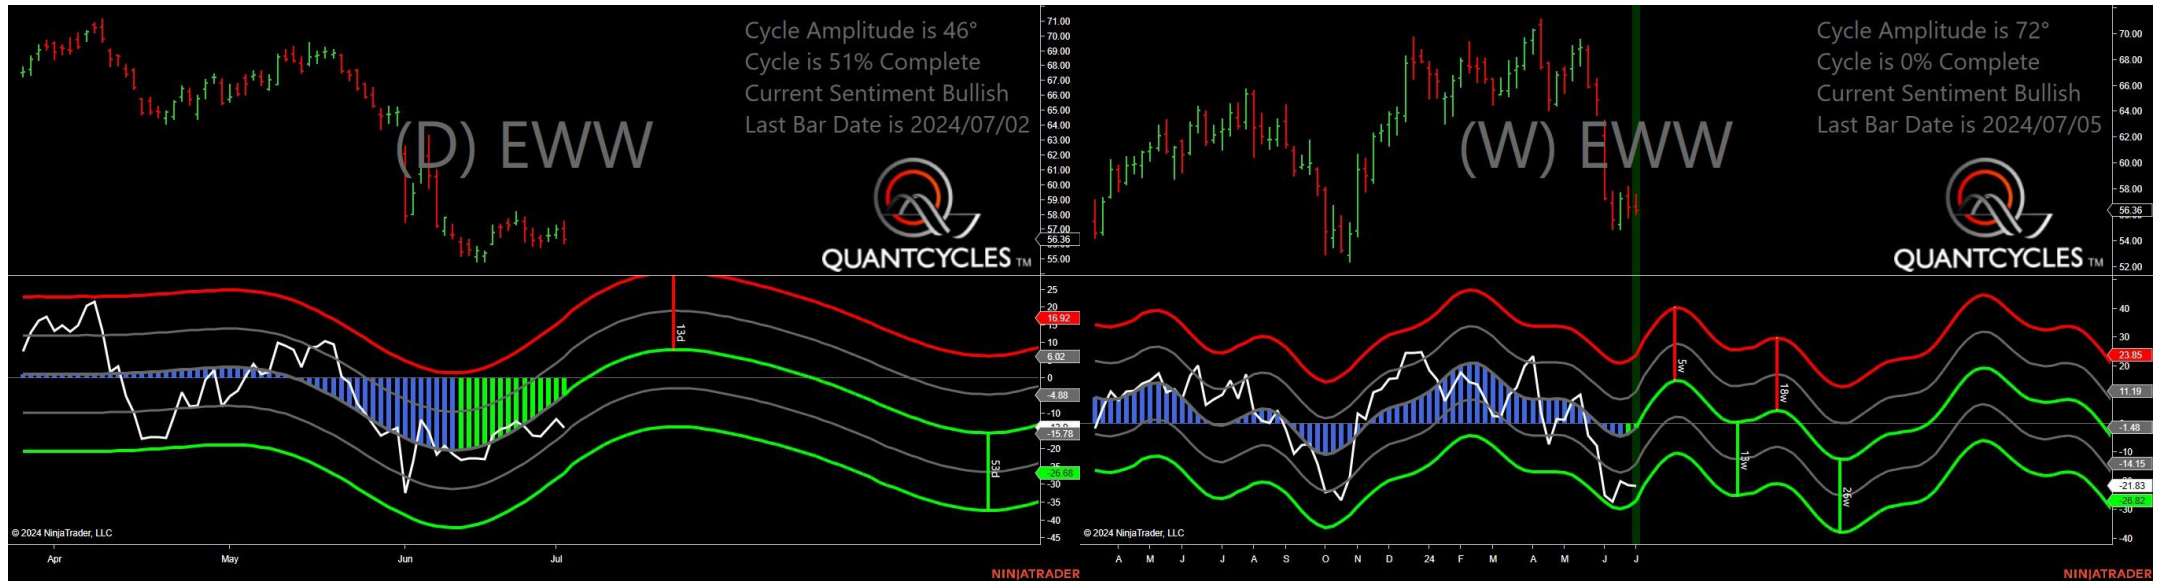 Cycle Amplitude is 46°
Cycle is 51% Complete
Current Sentiment Bullish
Last Bar Date is 2024/07/02
(D) EWW
QUANTCYCLES TM
71.00
70.00
69.00
68.00
67.00
66.00
65.00
64.00
63.00
62.00
61.00
60.00
59.00
58.00
57.00
56.36
55.00
25
20
16.92
15
10
6.02
0
-4.88
-10
-15.78
-20
-26.68
-30
-35
-40
-45
13d
53d
© 2024 NinjaTrader, LLC
Apr May Jun Jul
NINJATRADER
Cycle Amplitude is 72°
Cycle is 0% Complete
Current Sentiment Bullish
Last Bar Date is 2024/07/05
(W) EWW
QUANTCYCLES TM
70.00
68.00
66.00
64.00
62.00
60.00
58.00
56.36
54.00
52.00
40
30
23.85
20
11.19
-1.48
-10
-14.15
-21.83
-26.82
-30
-40
5w
13w
18w
26w
© 2024 NinjaTrader, LLC
A M J J A S O N D 24 F M A M J J
NINJATRADER